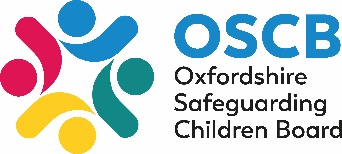 OSCB
Oxfordshire
Safeguarding
Children Board